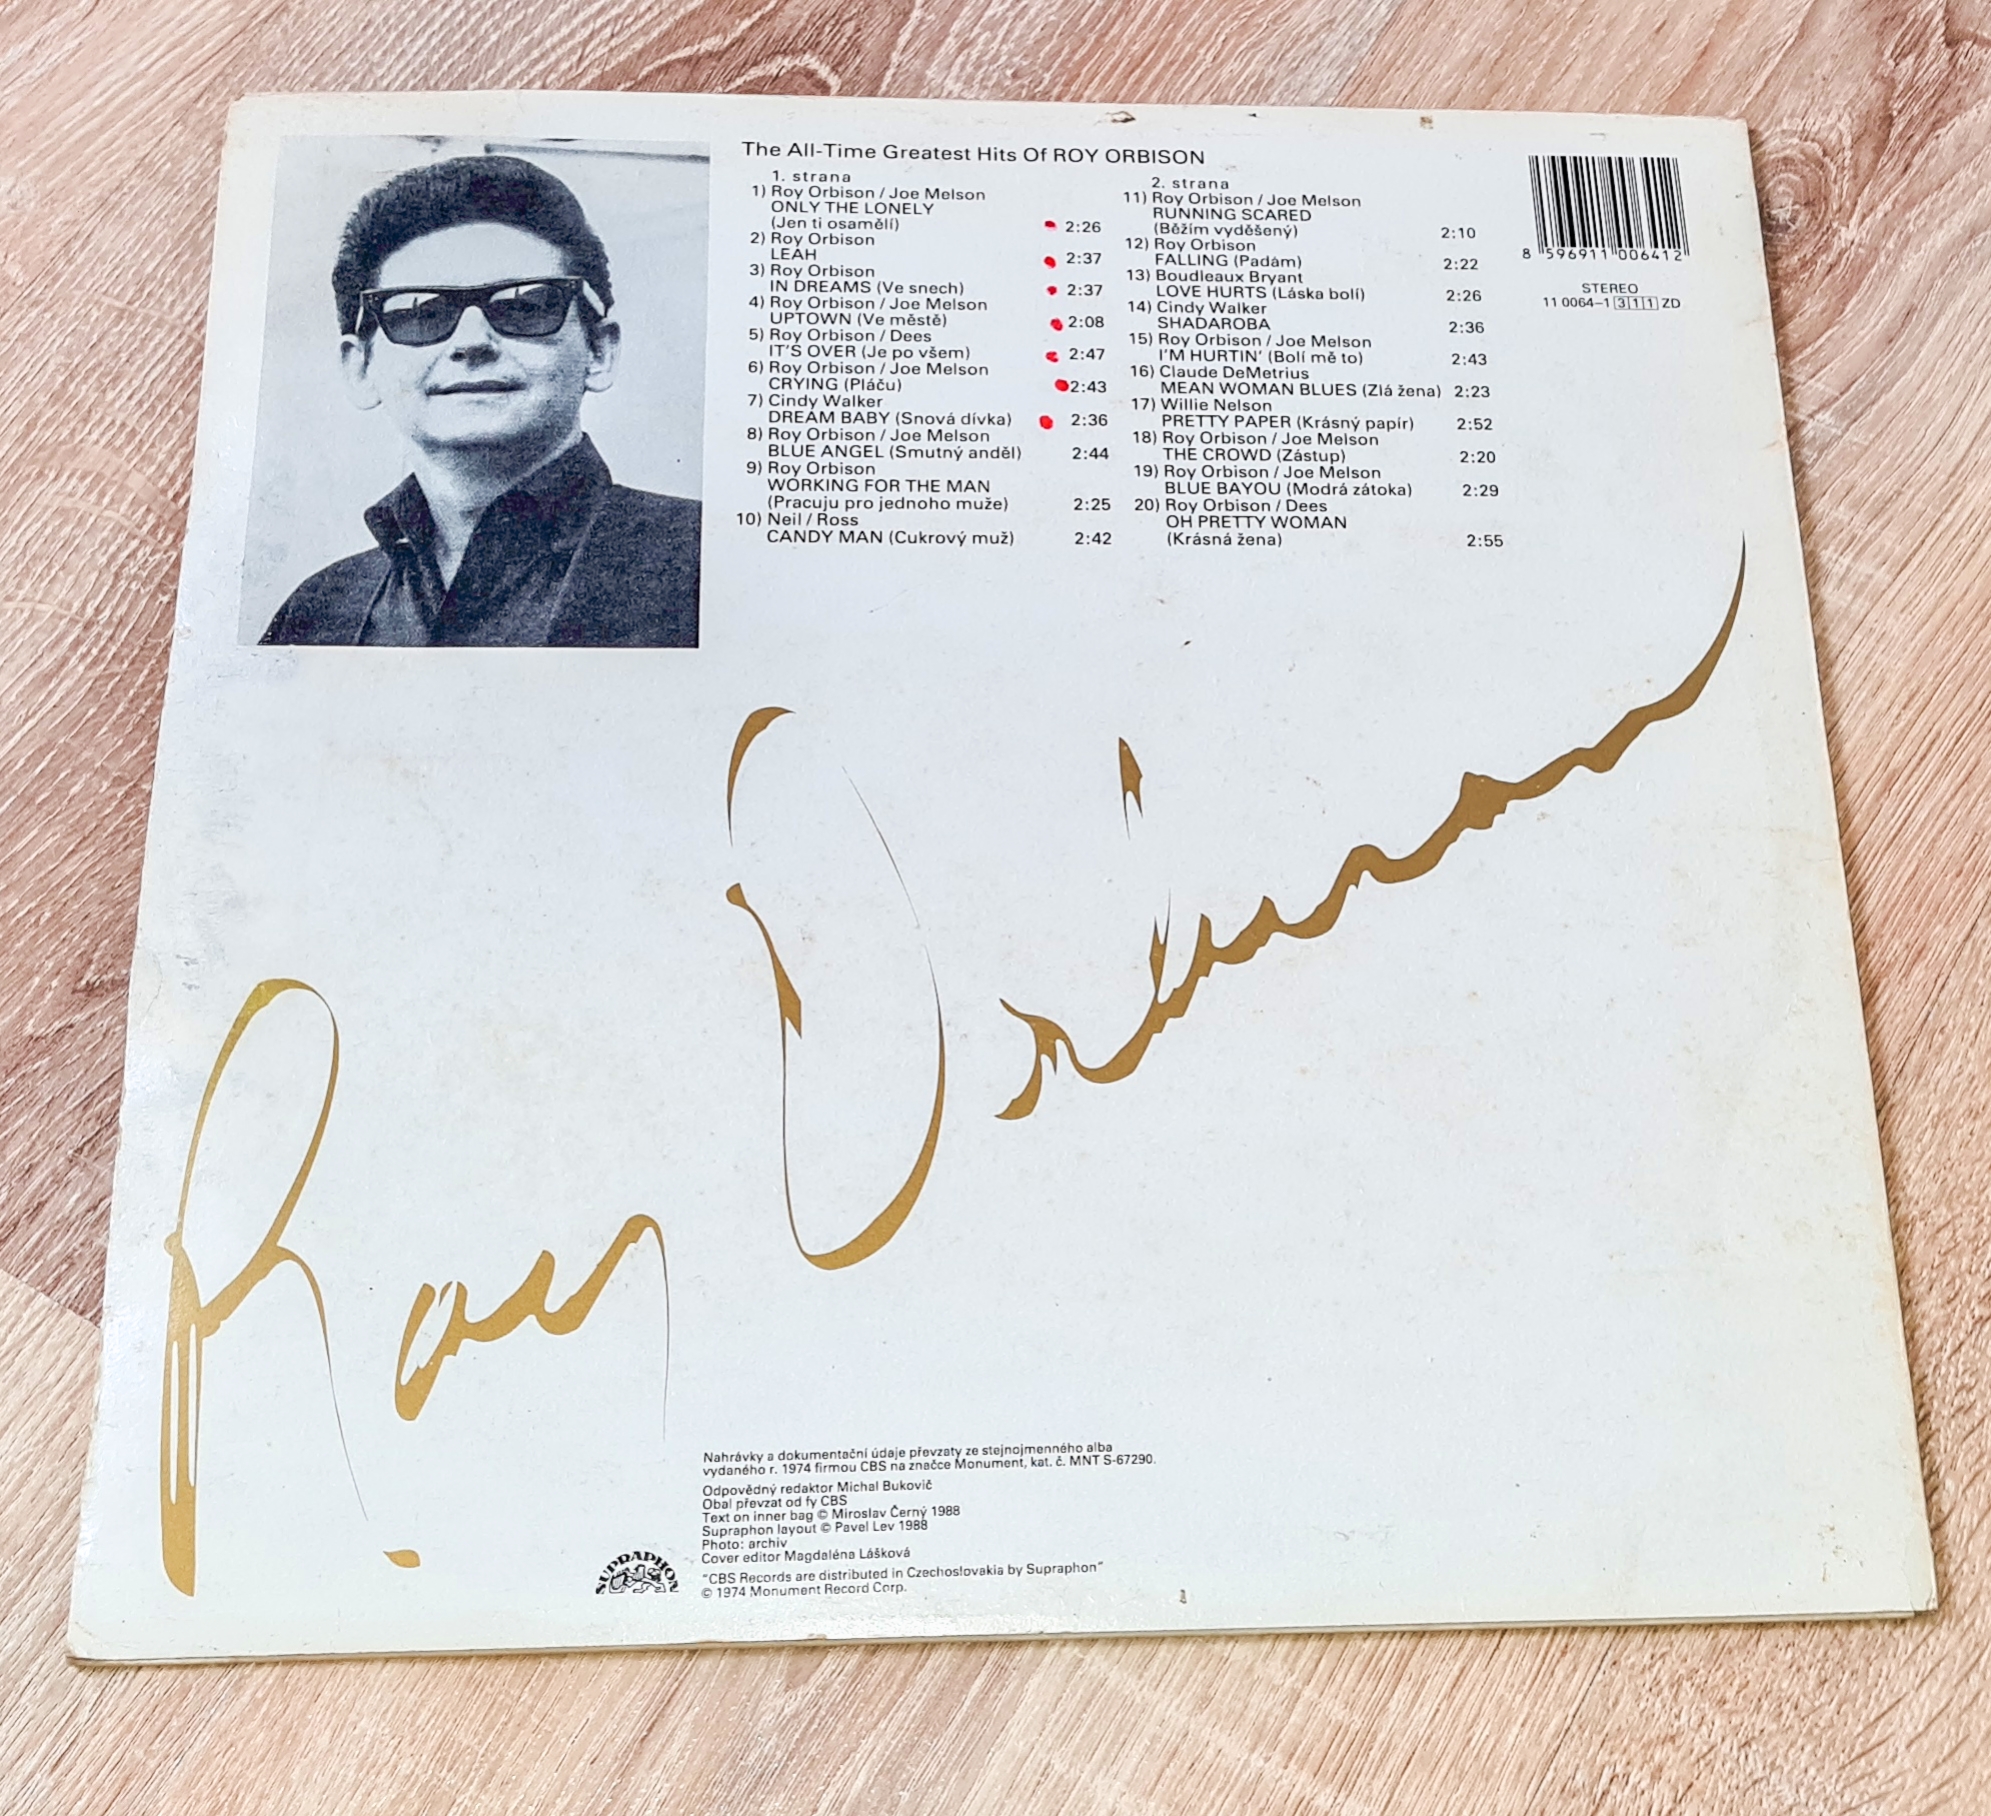 The All-Time Greatest Hits Of ROY ORBISON
1. strana
1) Roy Orbison / Joe Melson
ONLY THE LONELY
(Jen ti osamělí) 2:26
2) Roy Orbison
LEAH 2:37
3) Roy Orbison
IN DREAMS (Ve snech) 2:37
4) Roy Orbison / Joe Melson
UPTOWN (Ve městě) 2:08
5) Roy Orbison / Dees
IT'S OVER (Je po všem) 2:47
6) Roy Orbison / Joe Melson
CRYING (Pláču) 2:43
7) Cindy Walker
DREAM BABY (Snová dívka) 2:36
8) Roy Orbison / Joe Melson
BLUE ANGEL (Smutný anděl) 2:44
9) Roy Orbison
WORKING FOR THE MAN
(Pracuju pro jednoho muže) 2:25
10) Neil / Ross
CANDY MAN (Cukrový muž) 2:42
2. strana
11) Roy Orbison / Joe Melson
RUNNING SCARED
(Běžím vyděšený) 2:10
12) Roy Orbison
FALLING (Padám) 2:22
13) Boudleaux Bryant
LOVE HURTS (Láska bolí) 2:26
14) Cindy Walker
SHADAROBA 2:36
15) Roy Orbison / Joe Melson
I'M HURTIN' (Bolí mě to) 2:43
16) Claude DeMetrius
MEAN WOMAN BLUES (Zlá žena) 2:23
17) Willie Nelson
PRETTY PAPER (Krásný papír) 2:52
18) Roy Orbison / Joe Melson
THE CROWD (Zástup) 2:20
19) Roy Orbison / Joe Melson
BLUE BAYOU (Modrá zátoka) 2:29
20) Roy Orbison / Dees
OH PRETTY WOMAN
(Krásná žena) 2:55
8 596911 006412
STEREO
11 0064-1 311 ZD
Roy Orbison
Nahrávky a dokumentační údaje převzaty ze stejnojmenného alba
vydaného r. 1974 firmou CBS na značce Monument, kat. č. MNT S-67290.
Odpovědný redaktor Michal Bukovič
Obal převzat od fy CBS
Text on inner bag © Miroslav Černý 1988
Supraphon layout © Pavel Lev 1988
Photo: archiv
Cover editor Magdaléna Lášková
"CBS Records are distributed in Czechoslovakia by Supraphon"
© 1974 Monument Record Corp.
SUPRAPHON